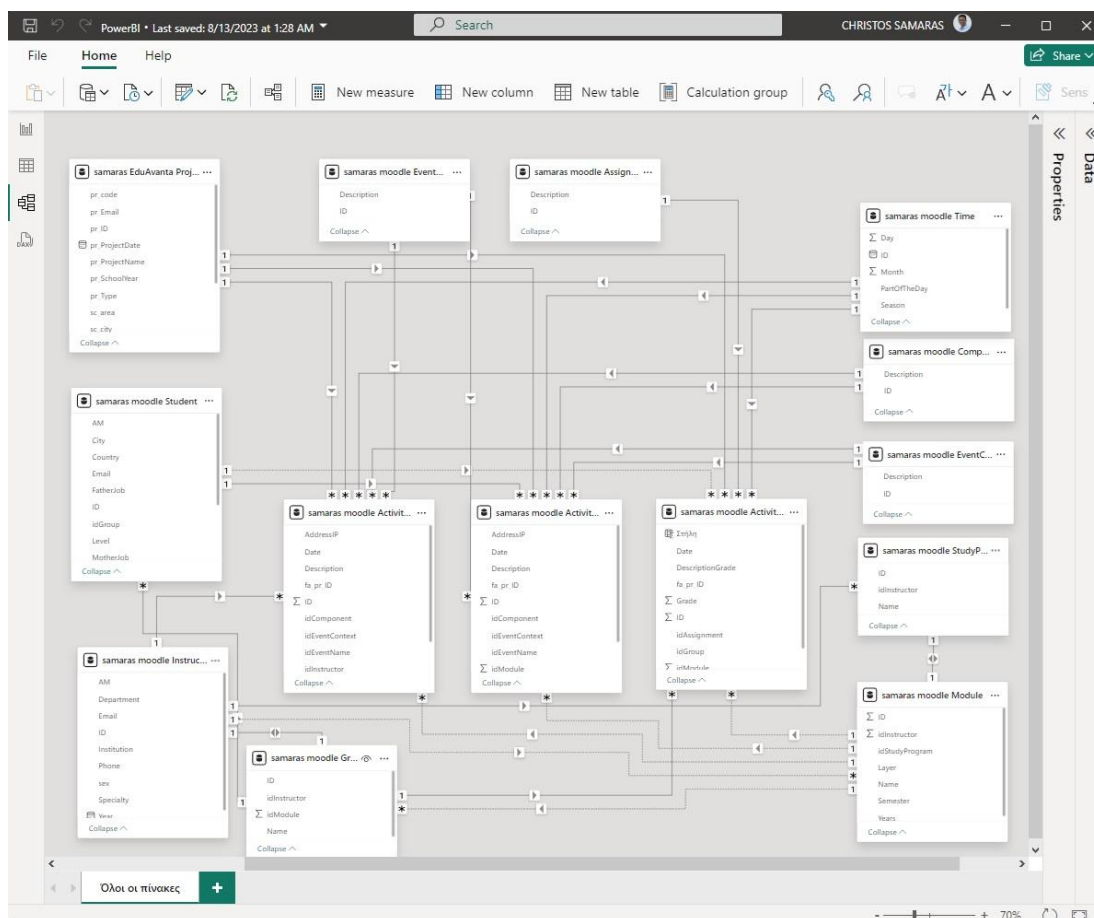 PowerBI • Last saved: 8/13/2023 at 1:28 AM
Search
CHRISTOS SAMARAS
File
Home
Help
Share
New measure
New column
New table
Calculation group
Sens
Properties
Data
samaras EduAvanta Proj... ...
pr_code
pr_Email
pr_ID
pr_ProjectDate
pr_ProjectName
pr_SchoolYear
pr_Type
sc_area
sc_city
Collapse
samaras moodle Event... ...
Description
ID
Collapse
samaras moodle Assign... ...
Description
ID
Collapse
samaras moodle Time ...
Σ Day
ID
Σ Month
PartOfTheDay
Season
Collapse
samaras moodle Comp... ...
Description
ID
Collapse
samaras moodle EventC... ...
Description
ID
Collapse
samaras moodle Student ...
AM
City
Country
Email
FatherJob
ID
idGroup
Level
MotherJob
Collapse
samaras moodle Activit... ...
AddressIP
Date
Description
fa_pr_ID
Σ ID
idComponent
idEventContext
idEventName
idInstructor
Collapse
samaras moodle Activit... ...
AddressIP
Date
Description
fa_pr_ID
Σ ID
idComponent
idEventContext
idEventName
Σ idModule
Collapse
samaras moodle Activit... ...
Στήλη
Date
DescriptionGrade
fa_pr_ID
Σ Grade
Σ ID
idAssignment
idGroup
Σ idModule
Collapse
samaras moodle StudyP... ...
ID
idInstructor
Name
Collapse
samaras moodle Instruc... ...
AM
Department
Email
ID
Institution
Phone
sex
Specialty
Year
Collapse
samaras moodle Gr... ...
ID
idInstructor
Σ idModule
Name
Collapse
samaras moodle Module ...
Σ ID
Σ idInstructor
idStudyProgram
Layer
Name
Semester
Years
Collapse
Όλοι οι πίνακες
+
- + 70%